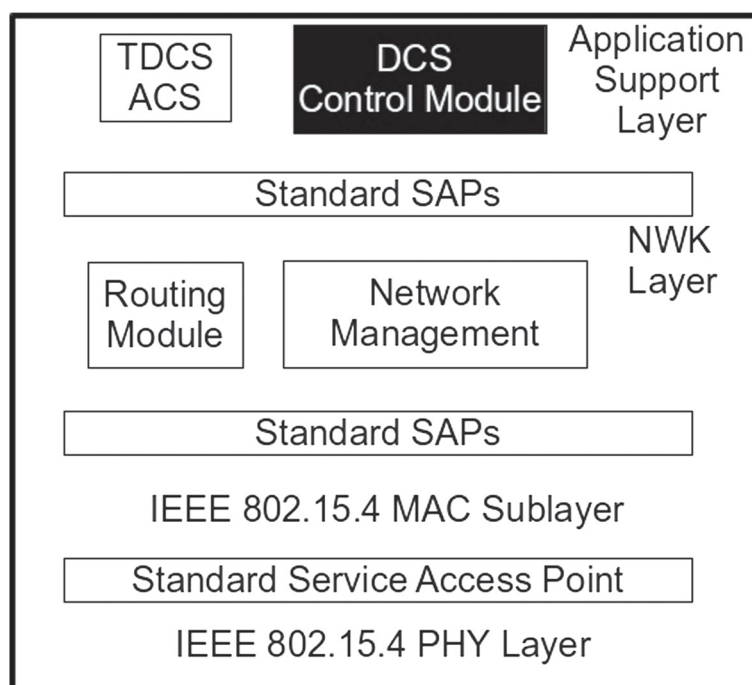 TDCS
ACS
DCS
Control Module
Application
Support
Layer
Standard SAPs
NWK
Layer
Routing
Module
Network
Management
Standard SAPs
IEEE 802.15.4 MAC Sublayer
Standard Service Access Point
IEEE 802.15.4 PHY Layer